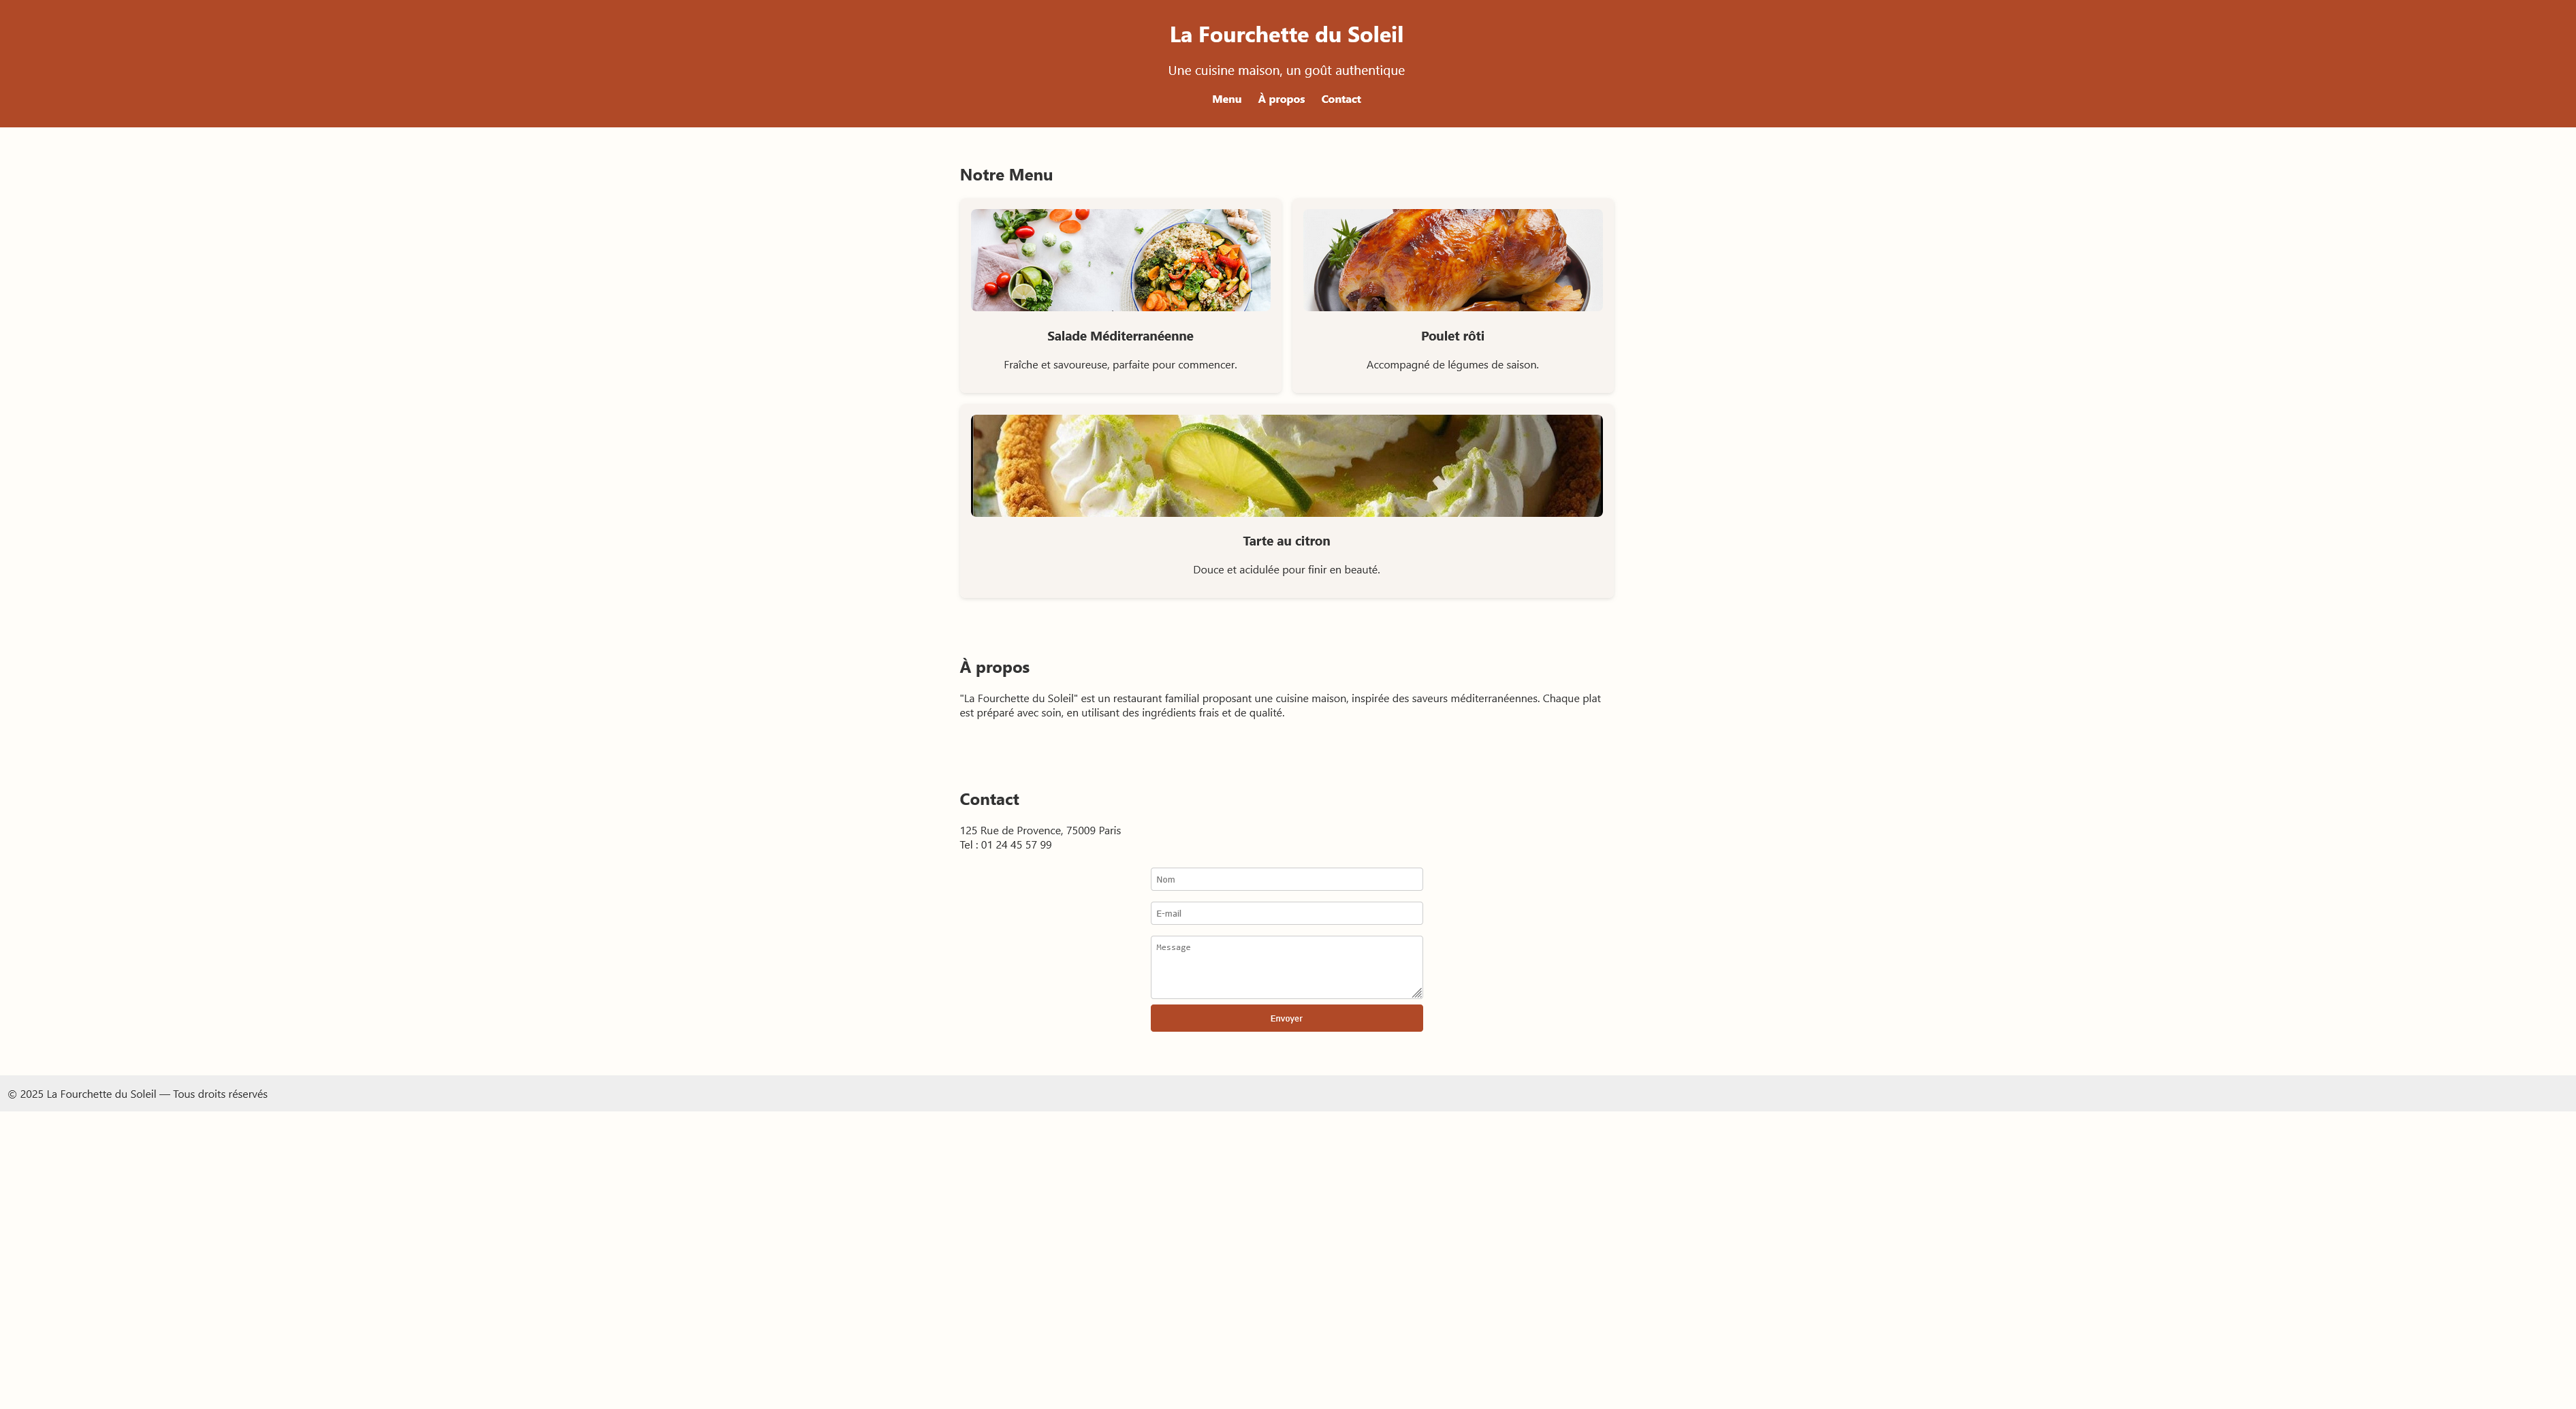 La Fourchette du Soleil
Une cuisine maison, un goût authentique
Menu À propos Contact
Notre Menu
Salade Méditerranéenne
Fraîche et savoureuse, parfaite pour commencer.
Poulet rôti
Accompagné de légumes de saison.
Tarte au citron
Douce et acidulée pour finir en beauté.
À propos
"La Fourchette du Soleil" est un restaurant familial proposant une cuisine maison, inspirée des saveurs méditerranéennes. Chaque plat
est préparé avec soin, en utilisant des ingrédients frais et de qualité.
Contact
125 Rue de Provence, 75009 Paris
Tel : 01 24 45 57 99
Nom
E-mail
Message
Envoyer
© 2025 La Fourchette du Soleil — Tous droits réservés